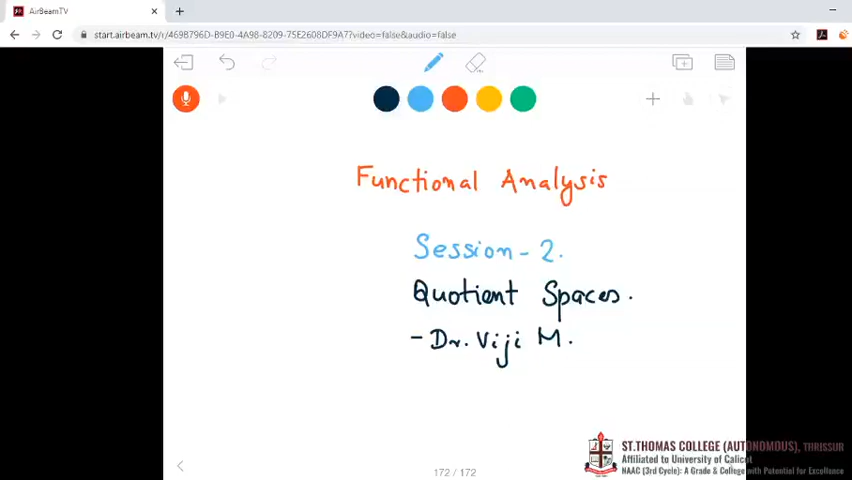 AirBeamTV
start.airbeam.tv/r/4698796D-B9E0-4A98-8209-75E2608DF9A7?video=false&audio=false
Functional Analysis
Session-2.
Quotient Spaces.
-Dr. Viji M.
ST.THOMAS COLLEGE (AUTONOMOUS), THRISSUR
Affiliated to University of Calicut
NAAC (3rd Cycle): A Grade & College with Potential for Excellence
172 / 172